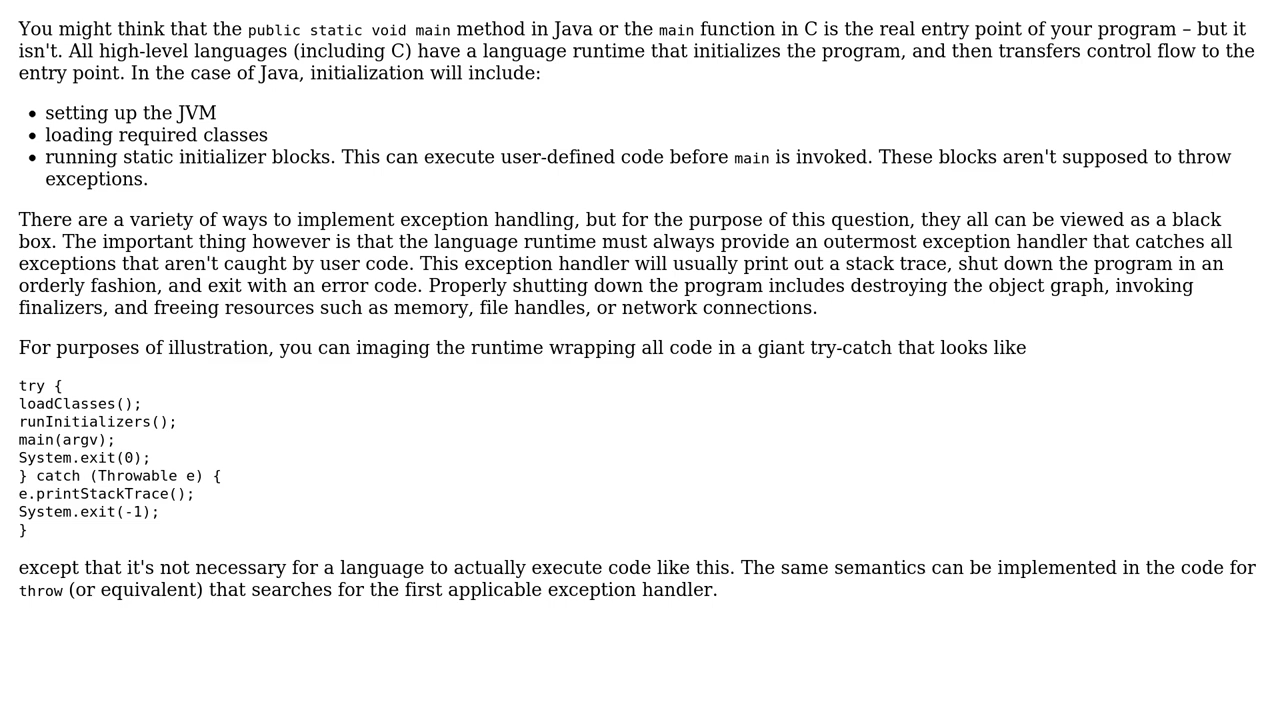 You might think that the public static void main method in Java or the main function in C is the real entry point of your program – but it
isn't. All high-level languages (including C) have a language runtime that initializes the program, and then transfers control flow to the
entry point. In the case of Java, initialization will include:
• setting up the JVM
• loading required classes
• running static initializer blocks. This can execute user-defined code before main is invoked. These blocks aren't supposed to throw
exceptions.
There are a variety of ways to implement exception handling, but for the purpose of this question, they all can be viewed as a black
box. The important thing however is that the language runtime must always provide an outermost exception handler that catches all
exceptions that aren't caught by user code. This exception handler will usually print out a stack trace, shut down the program in an
orderly fashion, and exit with an error code. Properly shutting down the program includes destroying the object graph, invoking
finalizers, and freeing resources such as memory, file handles, or network connections.
For purposes of illustration, you can imaging the runtime wrapping all code in a giant try-catch that looks like
try {
loadClasses();
runInitializers();
main(argv);
System.exit(0);
} catch (Throwable e) {
e.printStackTrace();
System.exit(-1);
}
except that it's not necessary for a language to actually execute code like this. The same semantics can be implemented in the code for
throw (or equivalent) that searches for the first applicable exception handler.